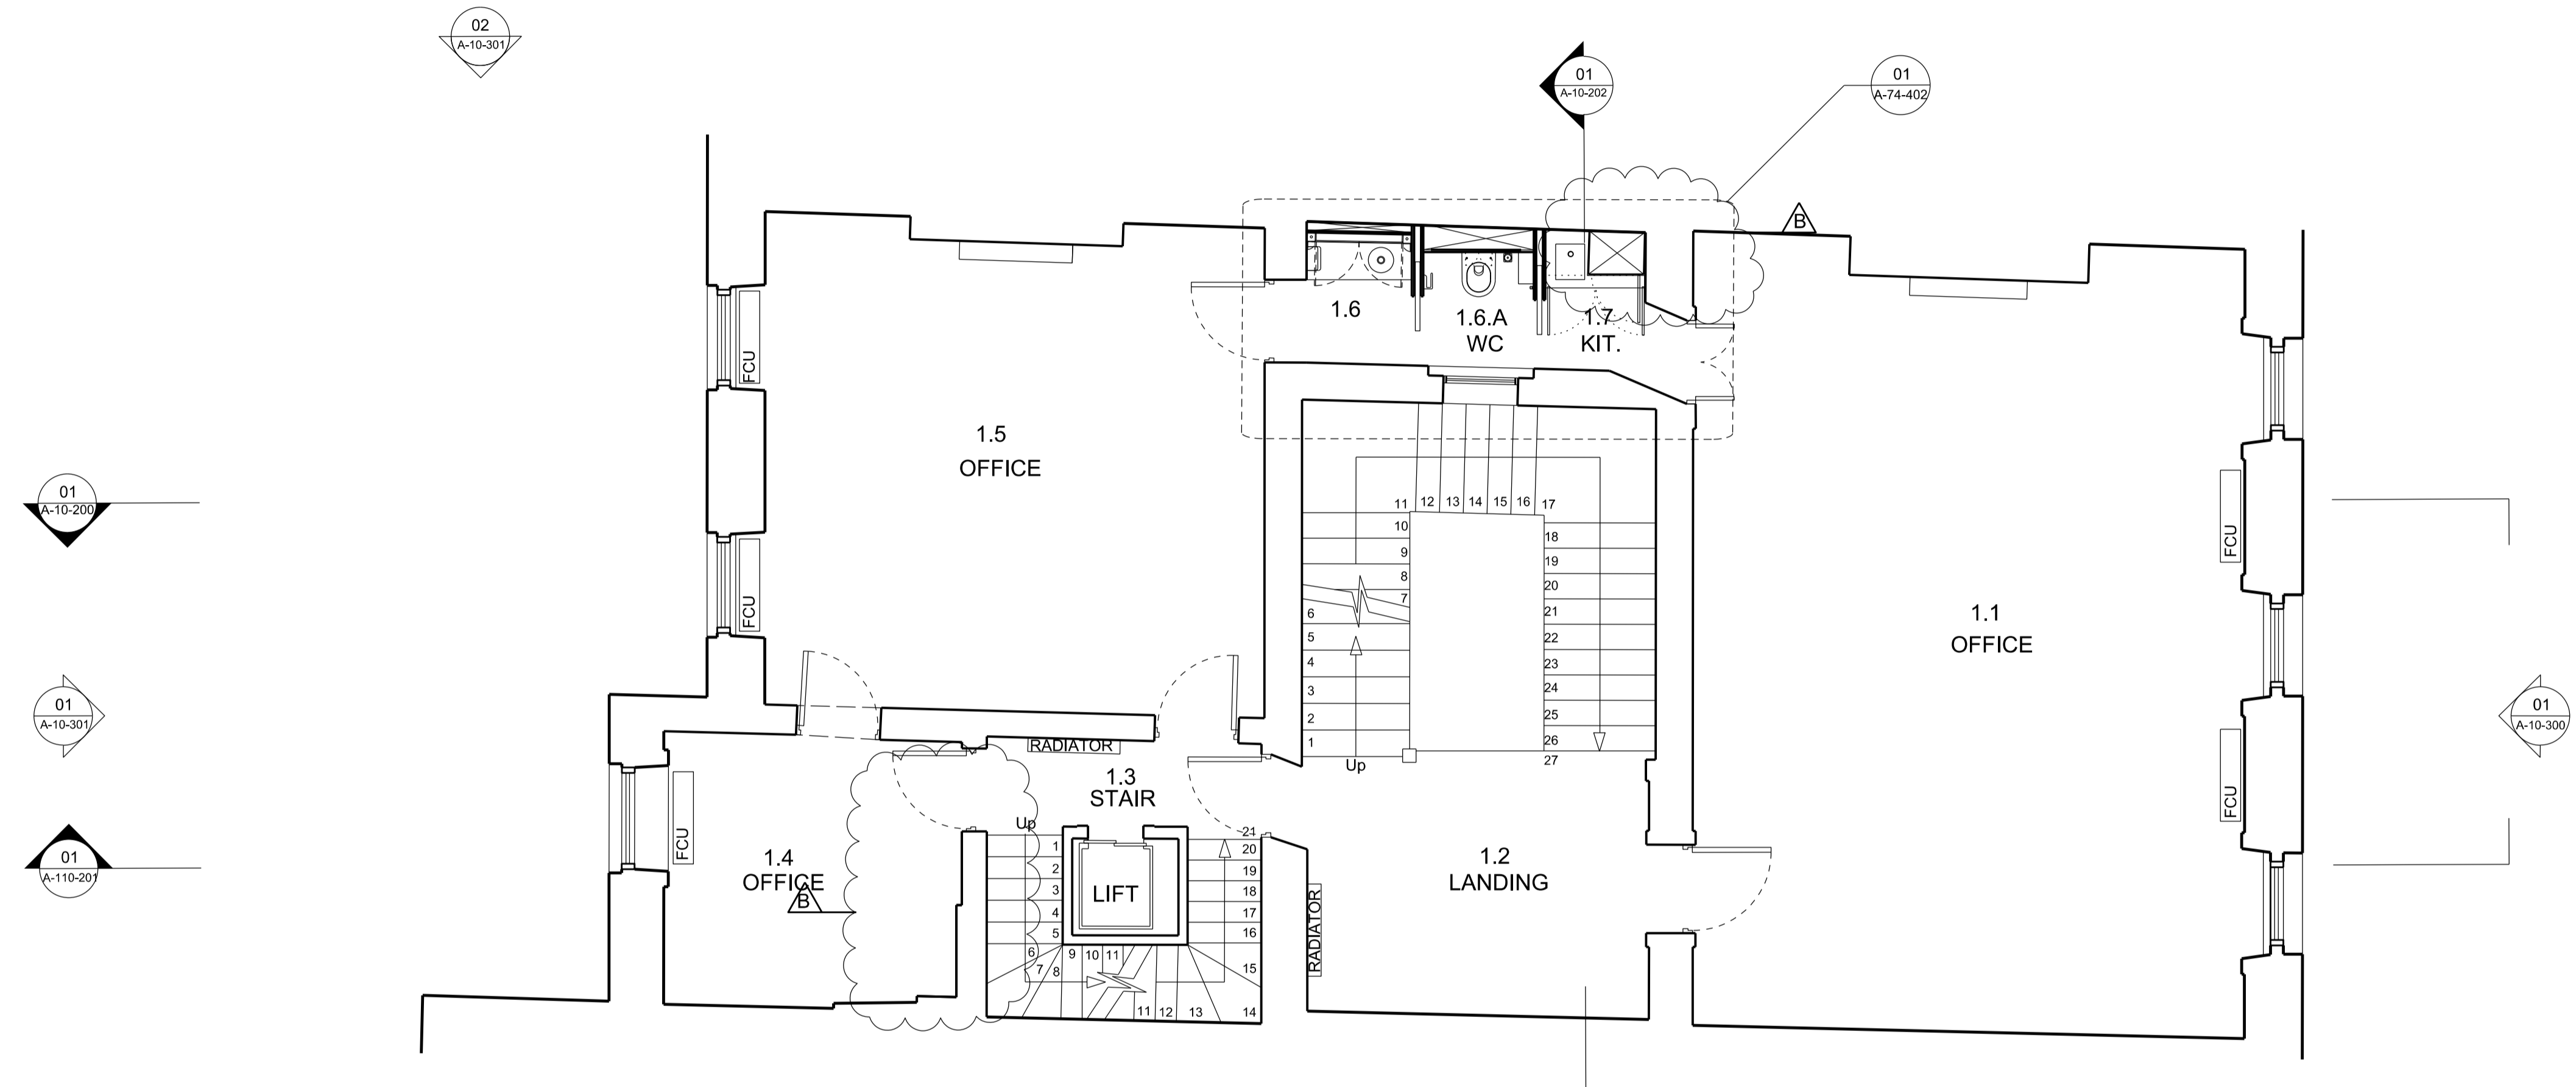 02
A-10-301
01
A-10-202
01
A-74-402
B
1.6
1.6.A
WC
1.7
KIT.
FCU
1.5
OFFICE
01
A-10-200
11
12
13
14
15
16
17
10
9
8
7
6
5
4
3
2
1
Up
18
19
20
21
22
23
24
25
26
27
FCU
FCU
1.1
OFFICE
FCU
01
A-10-301
01
A-10-300
RADIATOR
1.3
STAIR
FCU
Up
1
2
3
4
5
6
7
8
9
10
11
11
12
13
14
15
16
17
18
19
20
21
LIFT
1.4
OFFICE
B
01
A-110-201
1.2
LANDING
RADIATOR
FCU